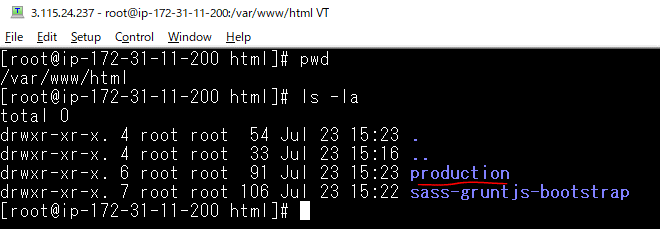 3.115.24.237 - root@ip-172-31-11-200:/var/www/html VT
File Setup Control Window Help
[root@ip-172-31-11-200 html]# pwd
/var/www/html
[root@ip-172-31-11-200 html]# ls -la
total 0
drwxr-xr-x. 4 root root  54 Jul 23 15:23 .
drwxr-xr-x. 4 root root  33 Jul 23 15:16 ..
drwxr-xr-x. 6 root root  91 Jul 23 15:23 production
drwxr-xr-x. 7 root root 106 Jul 23 15:22 sass-gruntjs-bootstrap
[root@ip-172-31-11-200 html]#